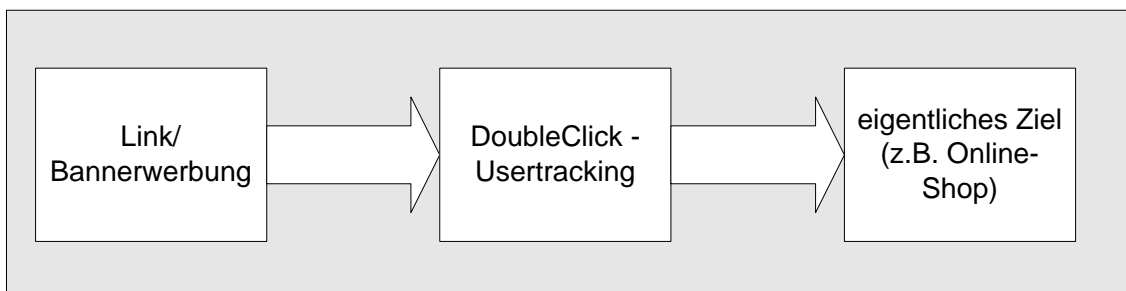 Link/
Bannerwerbung
DoubleClick -
Usertracking
eigentliches Ziel
(z.B. Online-
Shop)